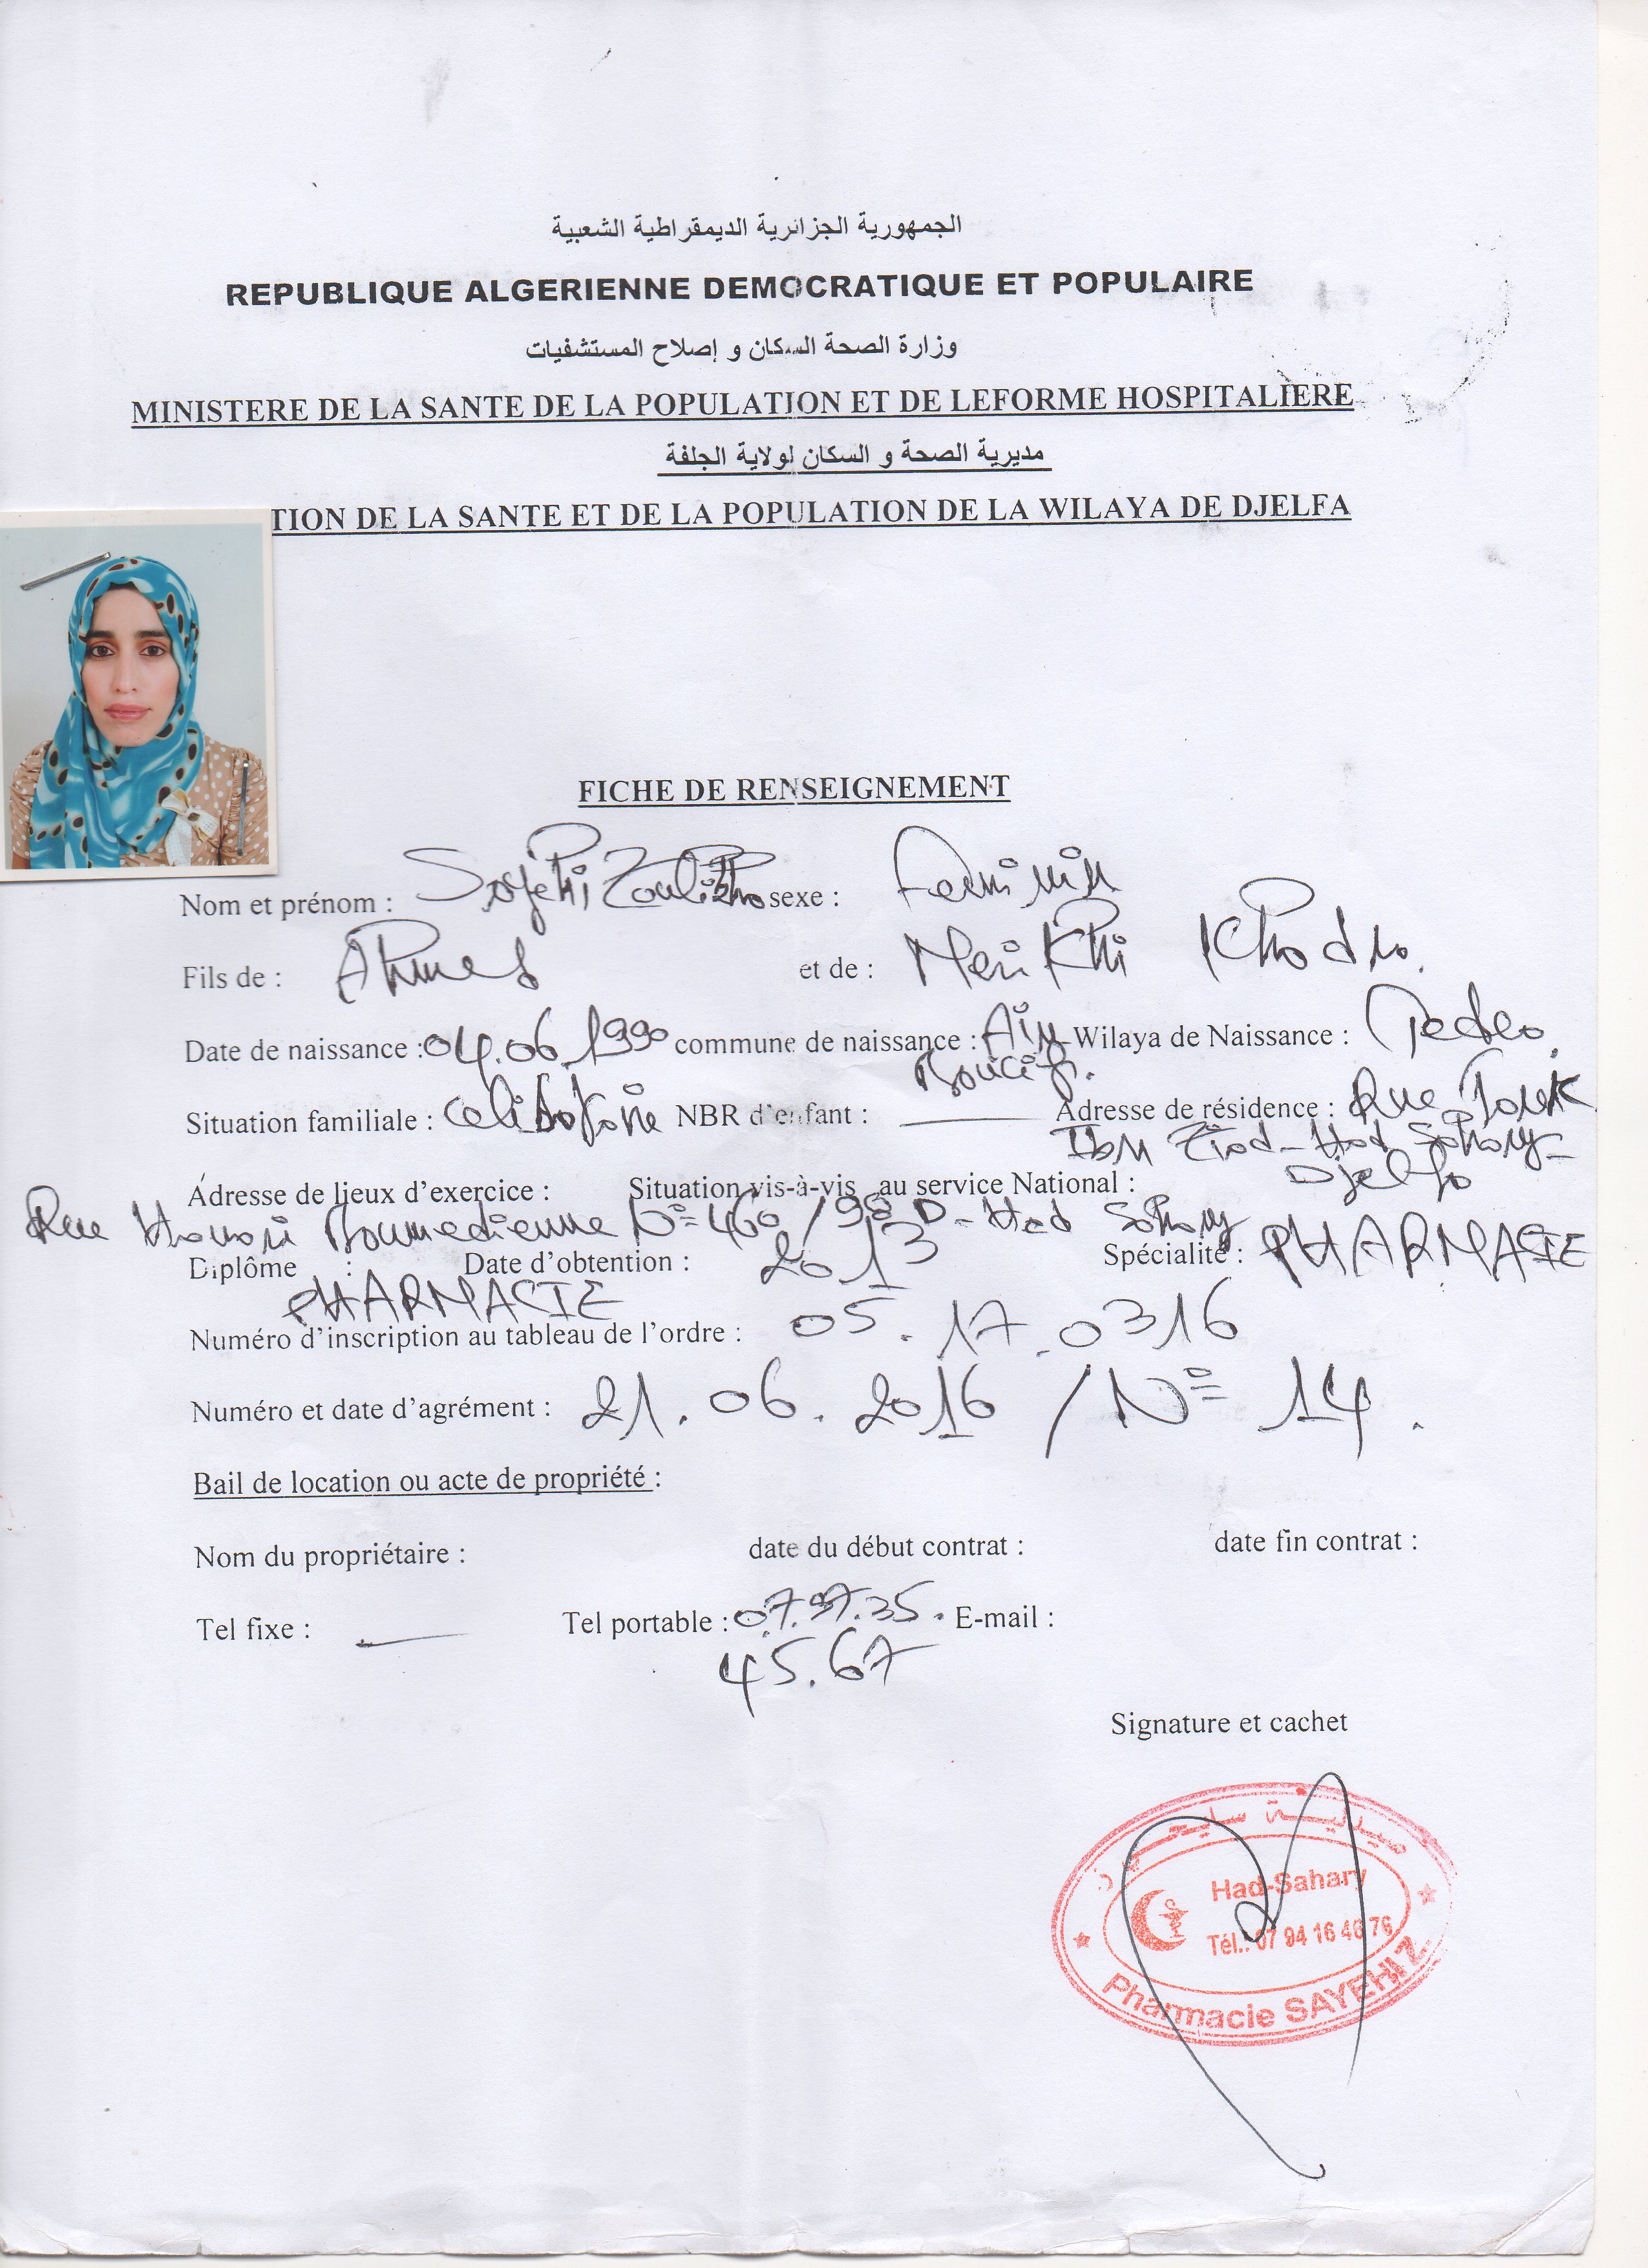 الجمهورية الجزائرية الديمقراطية الشعبية
REPUBLIQUE ALGERIENNE DEMOCRATIQUE ET POPULAIRE
وزارة الصحة السكان و إصلاح المستشفيات
MINISTERE DE LA SANTE DE LA POPULATION ET DE LEFORME HOSPITALIERE
مديرية الصحة و السكان لولاية الجلفة
TION DE LA SANTE ET DE LA POPULATION DE LA WILAYA DE DJELFA
FICHE DE RENSEIGNEMENT
Nom et prénom : Sayehi Zoulikha sexe : Feminin
Fils de : Ahmed et de : Merikhi Khadra.
Date de naissance : 04.06.1990 commune de naissance : Ain Wilaya de Naissance : Medea.
Boucif.
Situation familiale : Celibataire NBR d'enfant : Adresse de résidence : Rue Tarek
Ibn Ziad - Had Sahary -
Djelfa
Adresse de lieux d'exercice : Situation vis-à-vis au service National :
Rue Houari Boumedienne N° 460 / 98 D - Had Sahary
Diplôme : Date d'obtention : 2013 Spécialité : PHARMACIE
PHARMACIE
Numéro d'inscription au tableau de l'ordre : 05.17.0316
Numéro et date d'agrément : 21.06.2016 / N° 14.
Bail de location ou acte de propriété :
Nom du propriétaire : date du début contrat : date fin contrat :
Tel fixe : Tel portable : 07.97.35. E-mail :
45.67
Signature et cachet
صيدلية سايحي ز
Had-Sahary
Tél.: 07 94 16 48 76
Pharmacie SAYEHI Z.